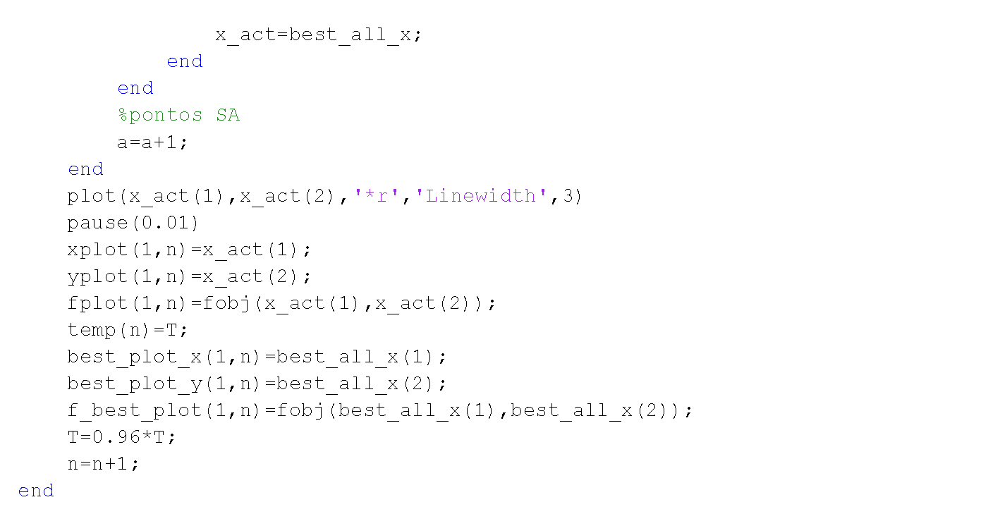 x_act=best_all_x;
end
end
%pontos SA
a=a+1;
end
plot(x_act(1),x_act(2),'*r','Linewidth',3)
pause(0.01)
xplot(1,n)=x_act(1);
yplot(1,n)=x_act(2);
fplot(1,n)=fobj(x_act(1),x_act(2));
temp(n)=T;
best_plot_x(1,n)=best_all_x(1);
best_plot_y(1,n)=best_all_x(2);
f_best_plot(1,n)=fobj(best_all_x(1),best_all_x(2));
T=0.96*T;
n=n+1;
end